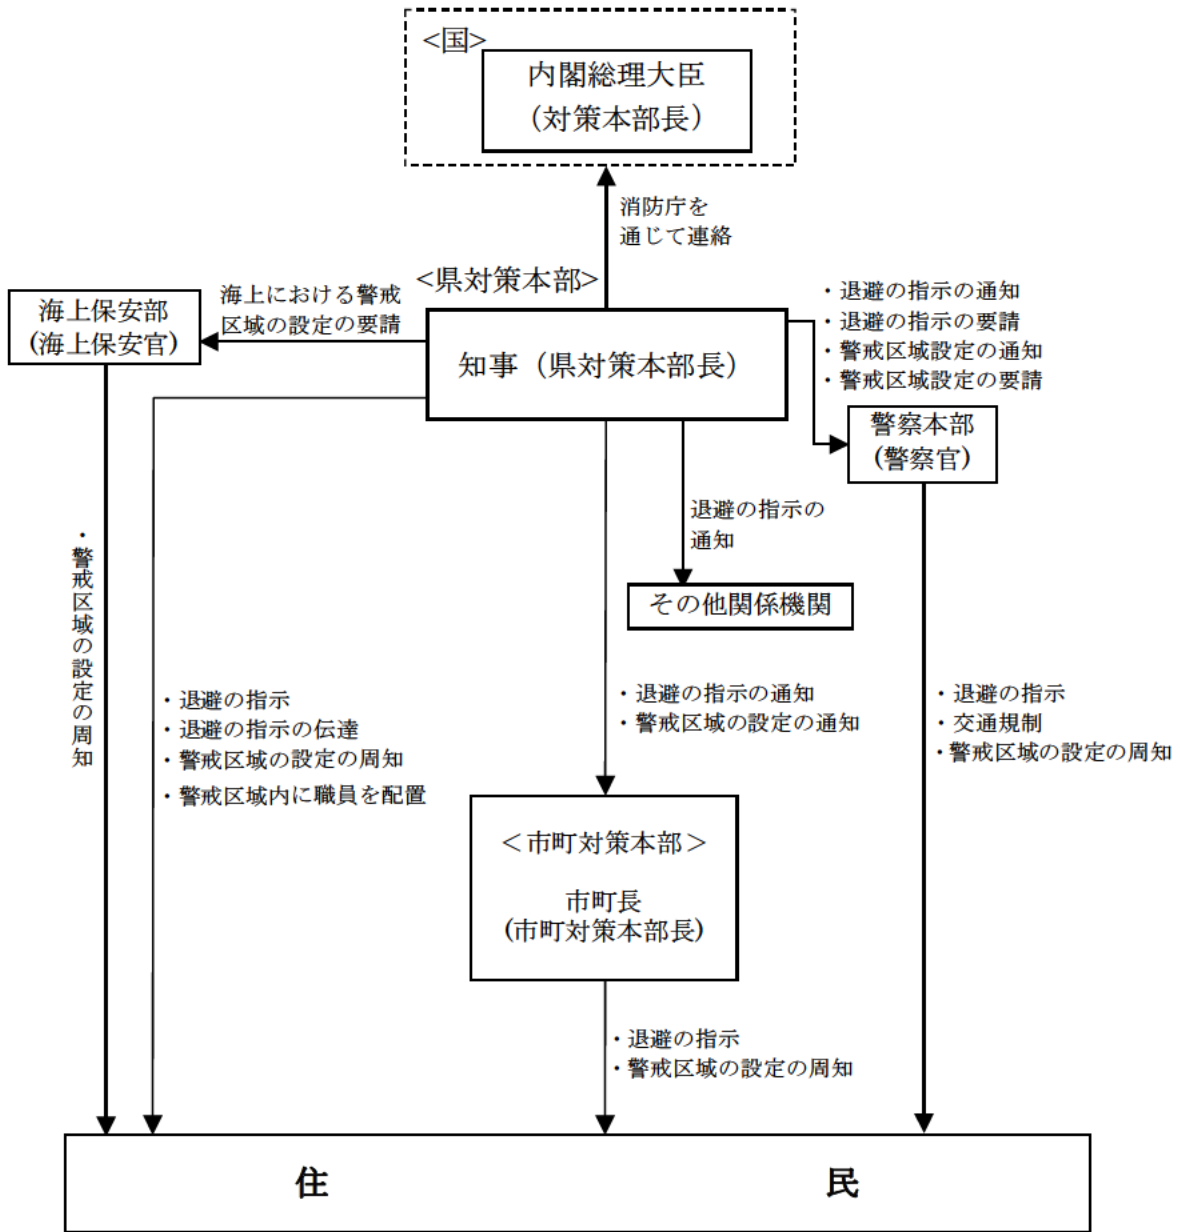 <国>
内閣総理大臣
（対策本部長）
消防庁を
通じて連絡
<県対策本部>
知事（県対策本部長）
海上における警戒
区域の設定の要請
海上保安部
(海上保安官)
・退避の指示の通知
・退避の指示の要請
・警戒区域設定の通知
・警戒区域設定の要請
警察本部
(警察官)
退避の指示の
通知
その他関係機関
・警戒区域の設定の周知
・退避の指示
・退避の指示の伝達
・警戒区域の設定の周知
・警戒区域内に職員を配置
・退避の指示の通知
・警戒区域の設定の通知
・退避の指示
・交通規制
・警戒区域の設定の周知
＜市町対策本部＞
市町長
(市町対策本部長)
・退避の指示
・警戒区域の設定の周知
住 民